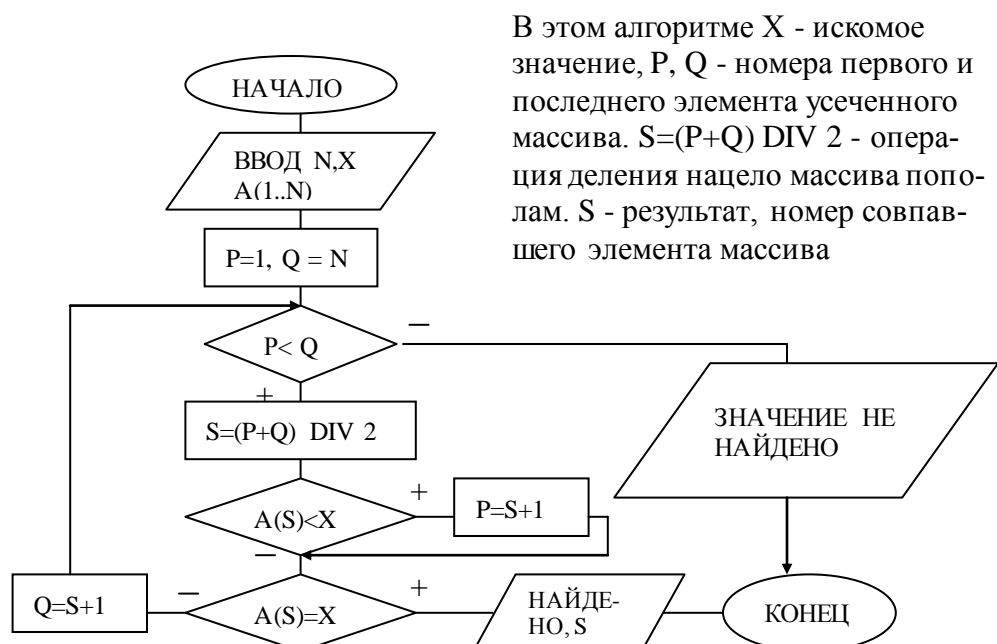 В этом алгоритме X - искомое
значение, P, Q - номера первого и
последнего элемента усеченного
массива. S=(P+Q) DIV 2 - опера-
ция деления нацело массива попо-
лам. S - результат, номер совпав-
шего элемента массива
НАЧАЛО
ВВОД N,X
A(1..N)
P=1, Q = N
P< Q
–
+
S=(P+Q) DIV 2
ЗНАЧЕНИЕ НЕ
НАЙДЕНО
A(S)<X
+
P=S+1
–
Q=S+1
–
A(S)=X
+
НАЙДЕ-
НО, S
КОНЕЦ